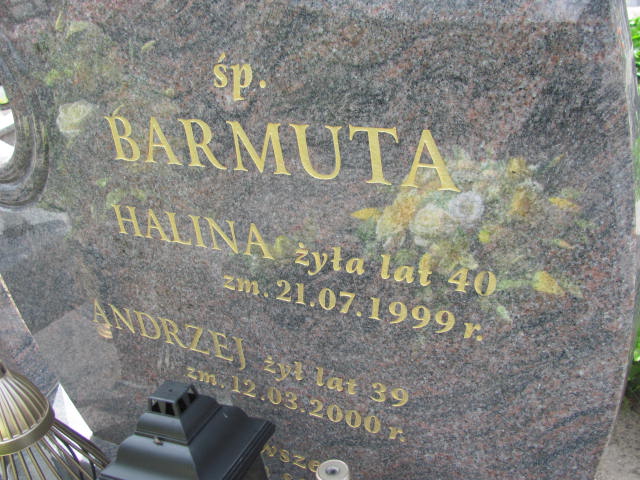 śp.
BARMUTA
HALINA żyła lat 40
zm. 21.07.1999 r.
ANDRZEJ żył lat 39
zm. 12.03.2000 r.